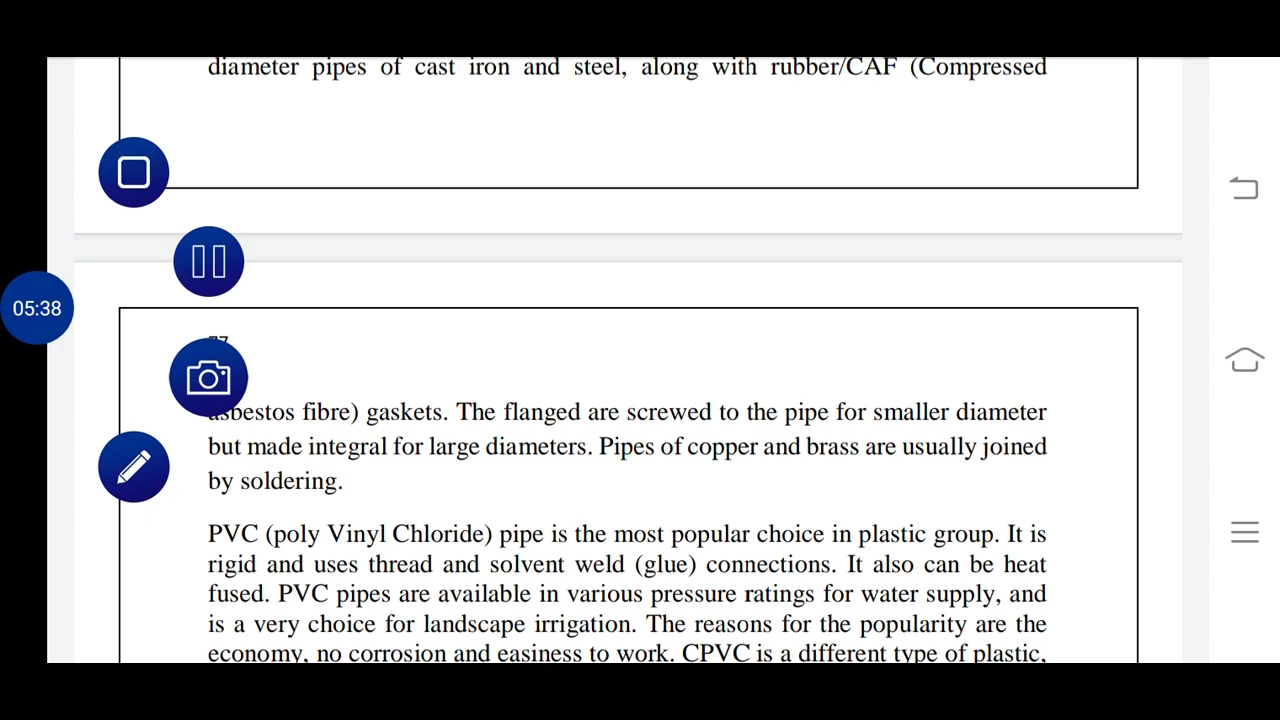 diameter pipes of cast iron and steel, along with rubber/CAF (Compressed
05:38
77
asbestos fibre) gaskets. The flanged are screwed to the pipe for smaller diameter
but made integral for large diameters. Pipes of copper and brass are usually joined
by soldering.
PVC (poly Vinyl Chloride) pipe is the most popular choice in plastic group. It is
rigid and uses thread and solvent weld (glue) connections. It also can be heat
fused. PVC pipes are available in various pressure ratings for water supply, and
is a very choice for landscape irrigation. The reasons for the popularity are the
economy, no corrosion and easiness to work. CPVC is a different type of plastic,